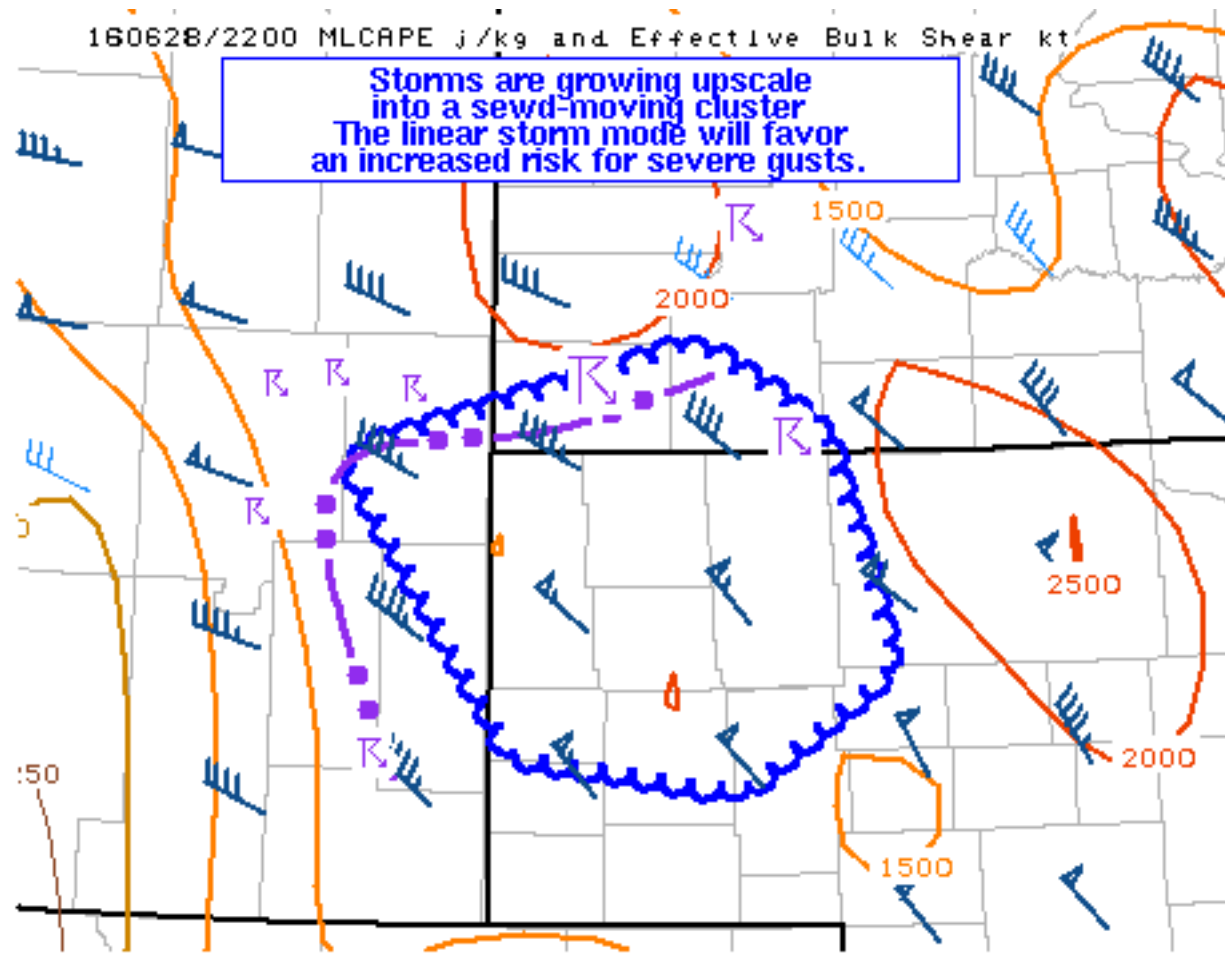 160628/2200 MLCAPE j/kg and Effective Bulk Shear kt
Storms are growing upscale
into a sewd-moving cluster
The linear storm mode will favor
an increased risk for severe gusts.
1500
2000
2500
2000
1500